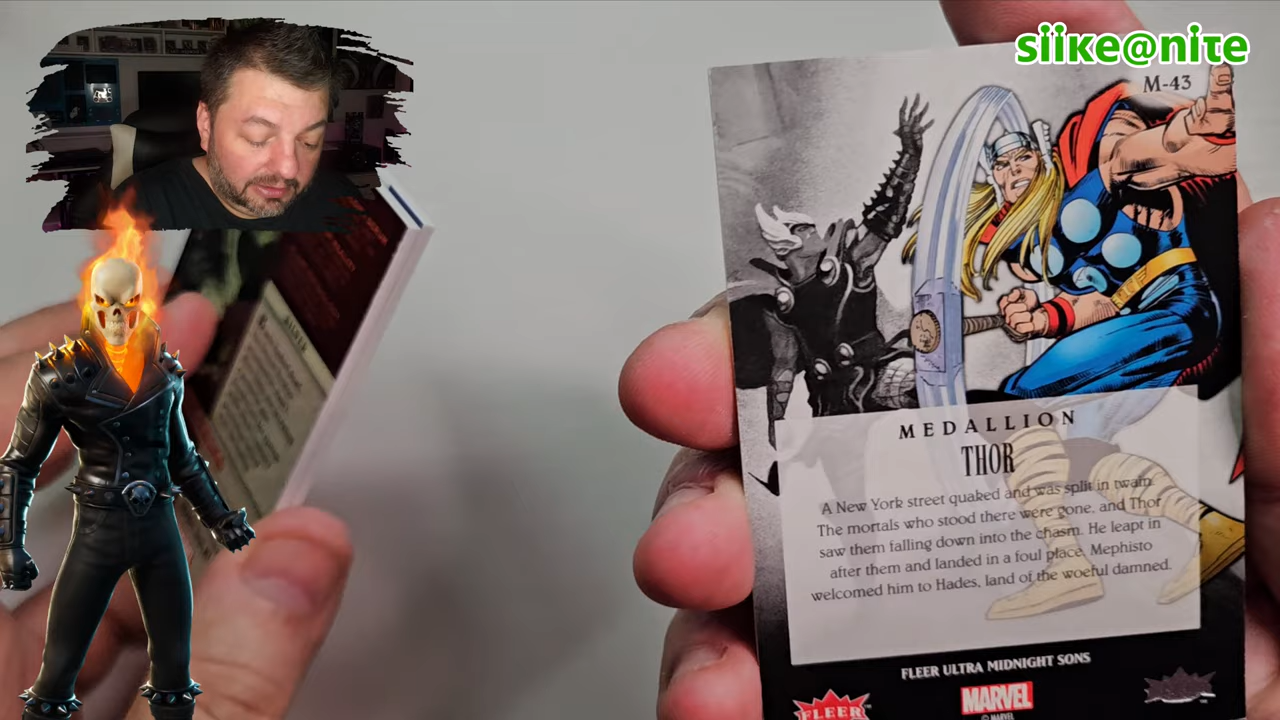 siike@nite
M-43
MEDALLION
THOR
A New York street quaked and was split in twain.
The mortals who stood there were gone, and Thor
saw them falling down into the chasm. He leapt in
after them and landed in a foul place. Mephisto
welcomed him to Hades, land of the woeful damned.
FLEER ULTRA MIDNIGHT SONS
FLEER
MARVEL
© MARVEL